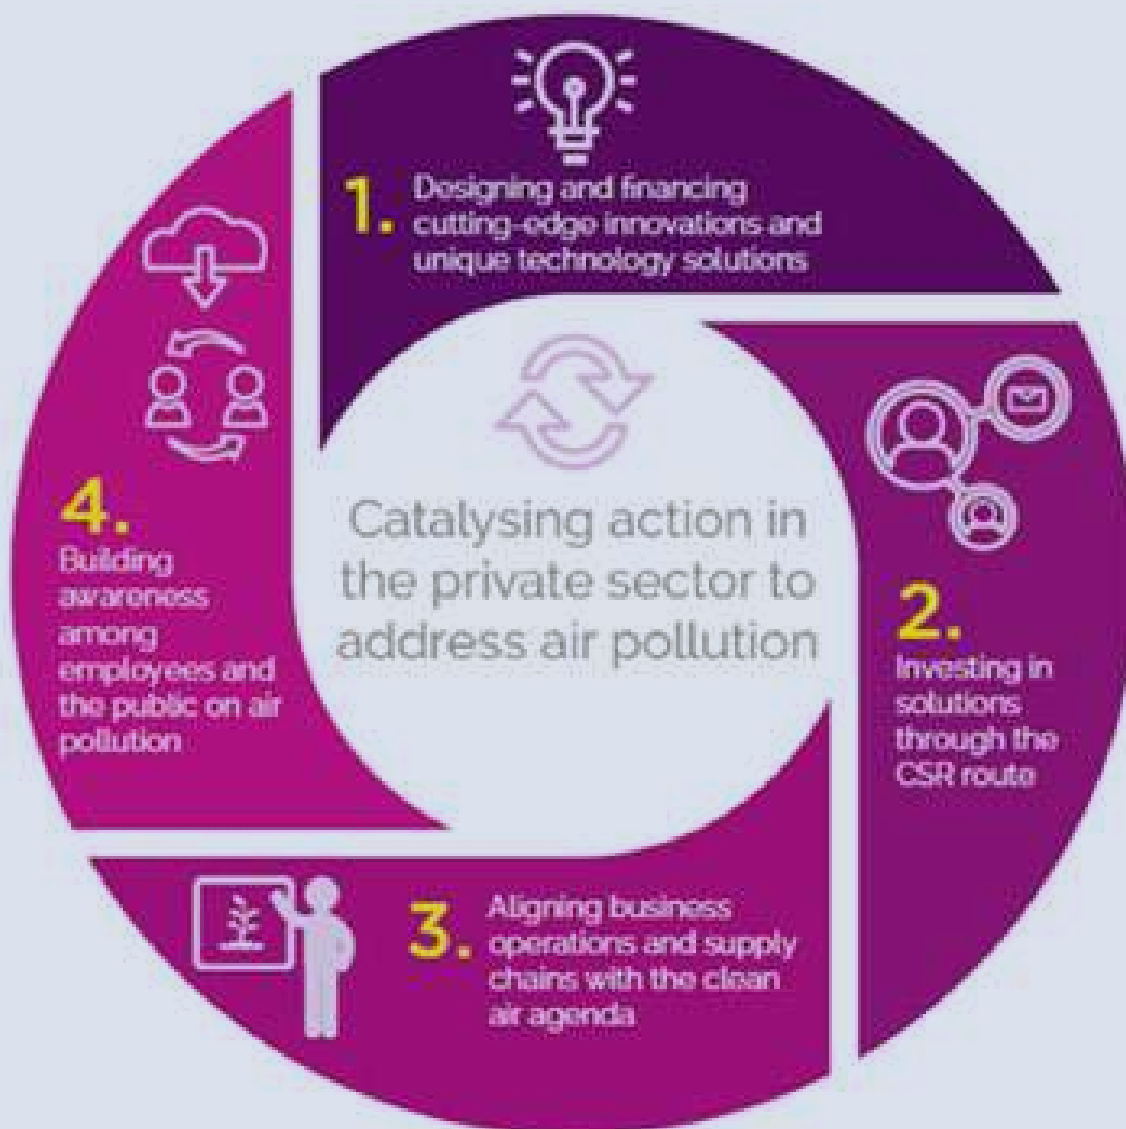 1.
Designing and financing
cutting-edge innovations and
unique technology solutions
Catalysing action in
the private sector to
address air pollution
2.
Investing in
solutions
through the
CSR route
3.
Aligning business
operations and supply
chains with the clean
air agenda
4.
Building
awareness
among
employees and
the public on air
pollution